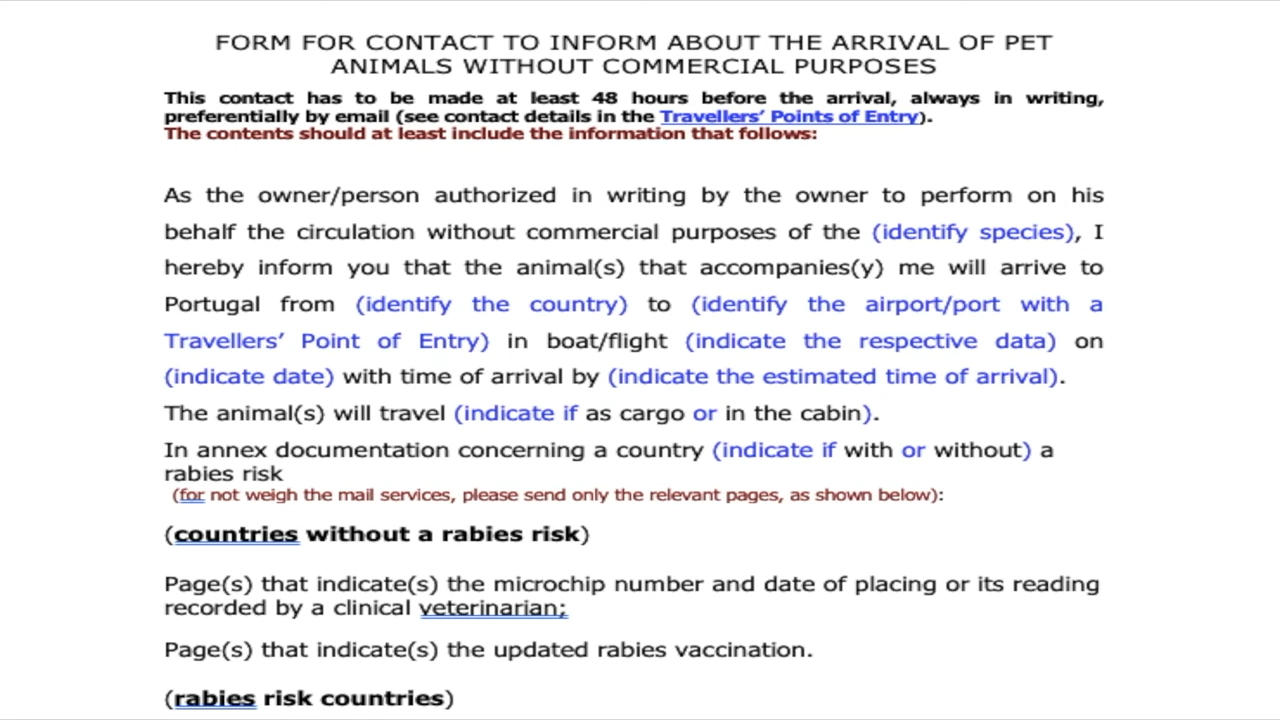 FORM FOR CONTACT TO INFORM ABOUT THE ARRIVAL OF PET
ANIMALS WITHOUT COMMERCIAL PURPOSES
This contact has to be made at least 48 hours before the arrival, always in writing,
preferentially by email (see contact details in the Travellers' Points of Entry).
The contents should at least include the information that follows:
As the owner/person authorized in writing by the owner to perform on his
behalf the circulation without commercial purposes of the (identify species), I
hereby inform you that the animal(s) that accompanies(y) me will arrive to
Portugal from (identify the country) to (identify the airport/port with a
Travellers' Point of Entry) in boat/flight (indicate the respective data) on
(indicate date) with time of arrival by (indicate the estimated time of arrival).
The animal(s) will travel (indicate if as cargo or in the cabin).
In annex documentation concerning a country (indicate if with or without) a
rabies risk
(for not weigh the mail services, please send only the relevant pages, as shown below):
(countries without a rabies risk)
Page(s) that indicate(s) the microchip number and date of placing or its reading
recorded by a clinical veterinarian;
Page(s) that indicate(s) the updated rabies vaccination.
(rabies risk countries)